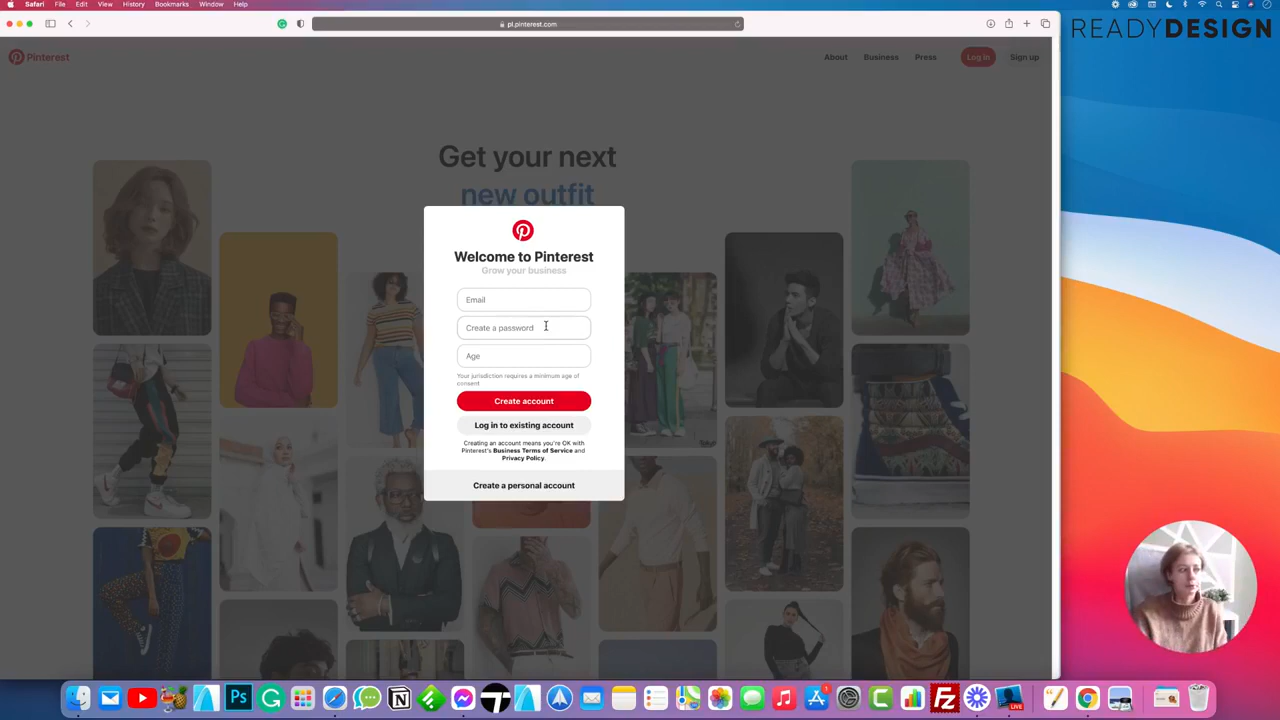 Safari File Edit View History Bookmarks Window Help
pl.pinterest.com
READYDESIGN
Pinterest
About Business Press Log in Sign up
Get your next
new outfit
Welcome to Pinterest
Grow your business
Email
Create a password
Age
Your jurisdiction requires a minimum age of
consent
Create account
Log in to existing account
Creating an account means you're OK with
Pinterest's Business Terms of Service and
Privacy Policy.
Create a personal account
Ps
FZ
LIVE